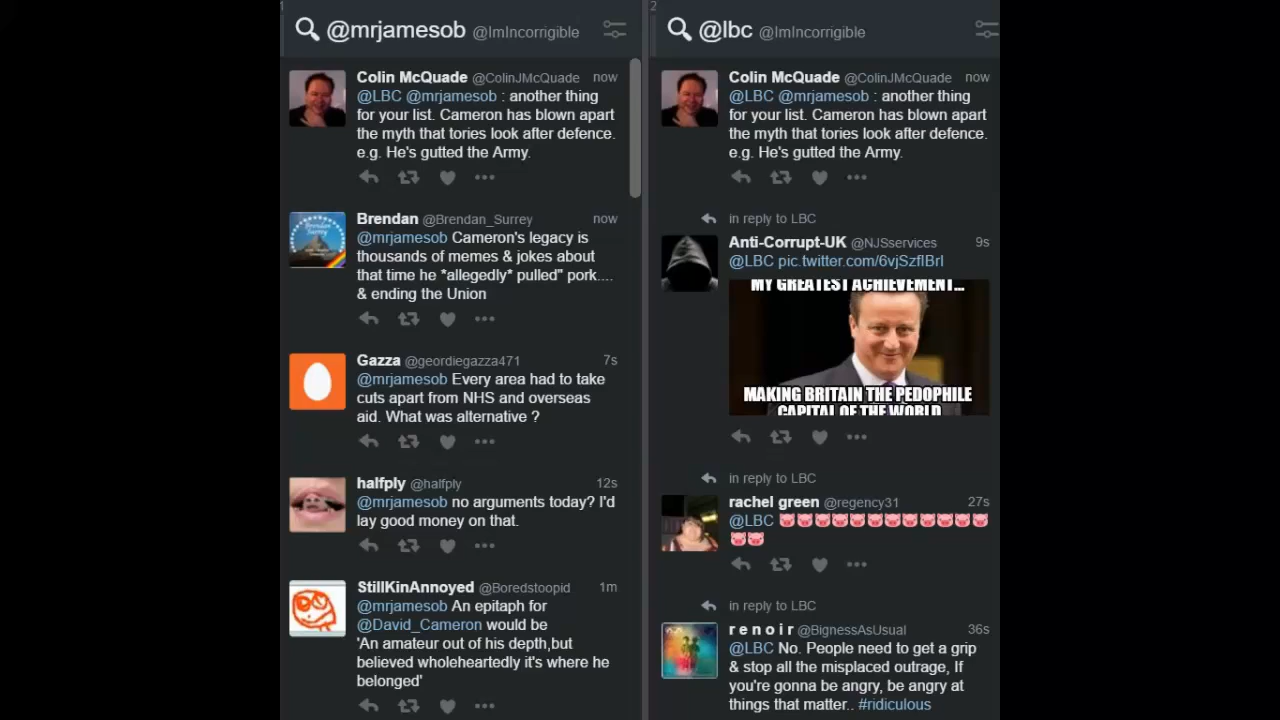 1
@mrjamesob @ImIncorrigible
Colin McQuade @ColinJMcQuade now
@LBC @mrjamesob : another thing
for your list. Cameron has blown apart
the myth that tories look after defence.
e.g. He's gutted the Army.
Brendan @Brendan_Surrey now
@mrjamesob Cameron's legacy is
thousands of memes & jokes about
that time he *allegedly* pulled" pork....
& ending the Union
Gazza @geordiegazza471 7s
@mrjamesob Every area had to take
cuts apart from NHS and overseas
aid. What was alternative ?
halfply @halfply 12s
@mrjamesob no arguments today? I'd
lay good money on that.
StillKinAnnoyed @Boredstoopid 1m
@mrjamesob An epitaph for
@David_Cameron would be
'An amateur out of his depth,but
believed wholeheartedly it's where he
belonged'
2
@lbc @ImIncorrigible
Colin McQuade @ColinJMcQuade now
@LBC @mrjamesob : another thing
for your list. Cameron has blown apart
the myth that tories look after defence.
e.g. He's gutted the Army.
in reply to LBC
Anti-Corrupt-UK @NJSservices 9s
@LBC pic.twitter.com/6vjSzfIBrI
MY GREATEST ACHIEVEMENT...
MAKING BRITAIN THE PEDOPHILE
CAPITAL OF THE WORLD
in reply to LBC
rachel green @regency31 27s
@LBC 🐷🐷🐷🐷🐷🐷🐷🐷🐷🐷🐷🐷
🐷🐷
in reply to LBC
r e n o i r @BignessAsUsual 36s
@LBC No. People need to get a grip
& stop all the misplaced outrage, If
you're gonna be angry, be angry at
things that matter.. #ridiculous